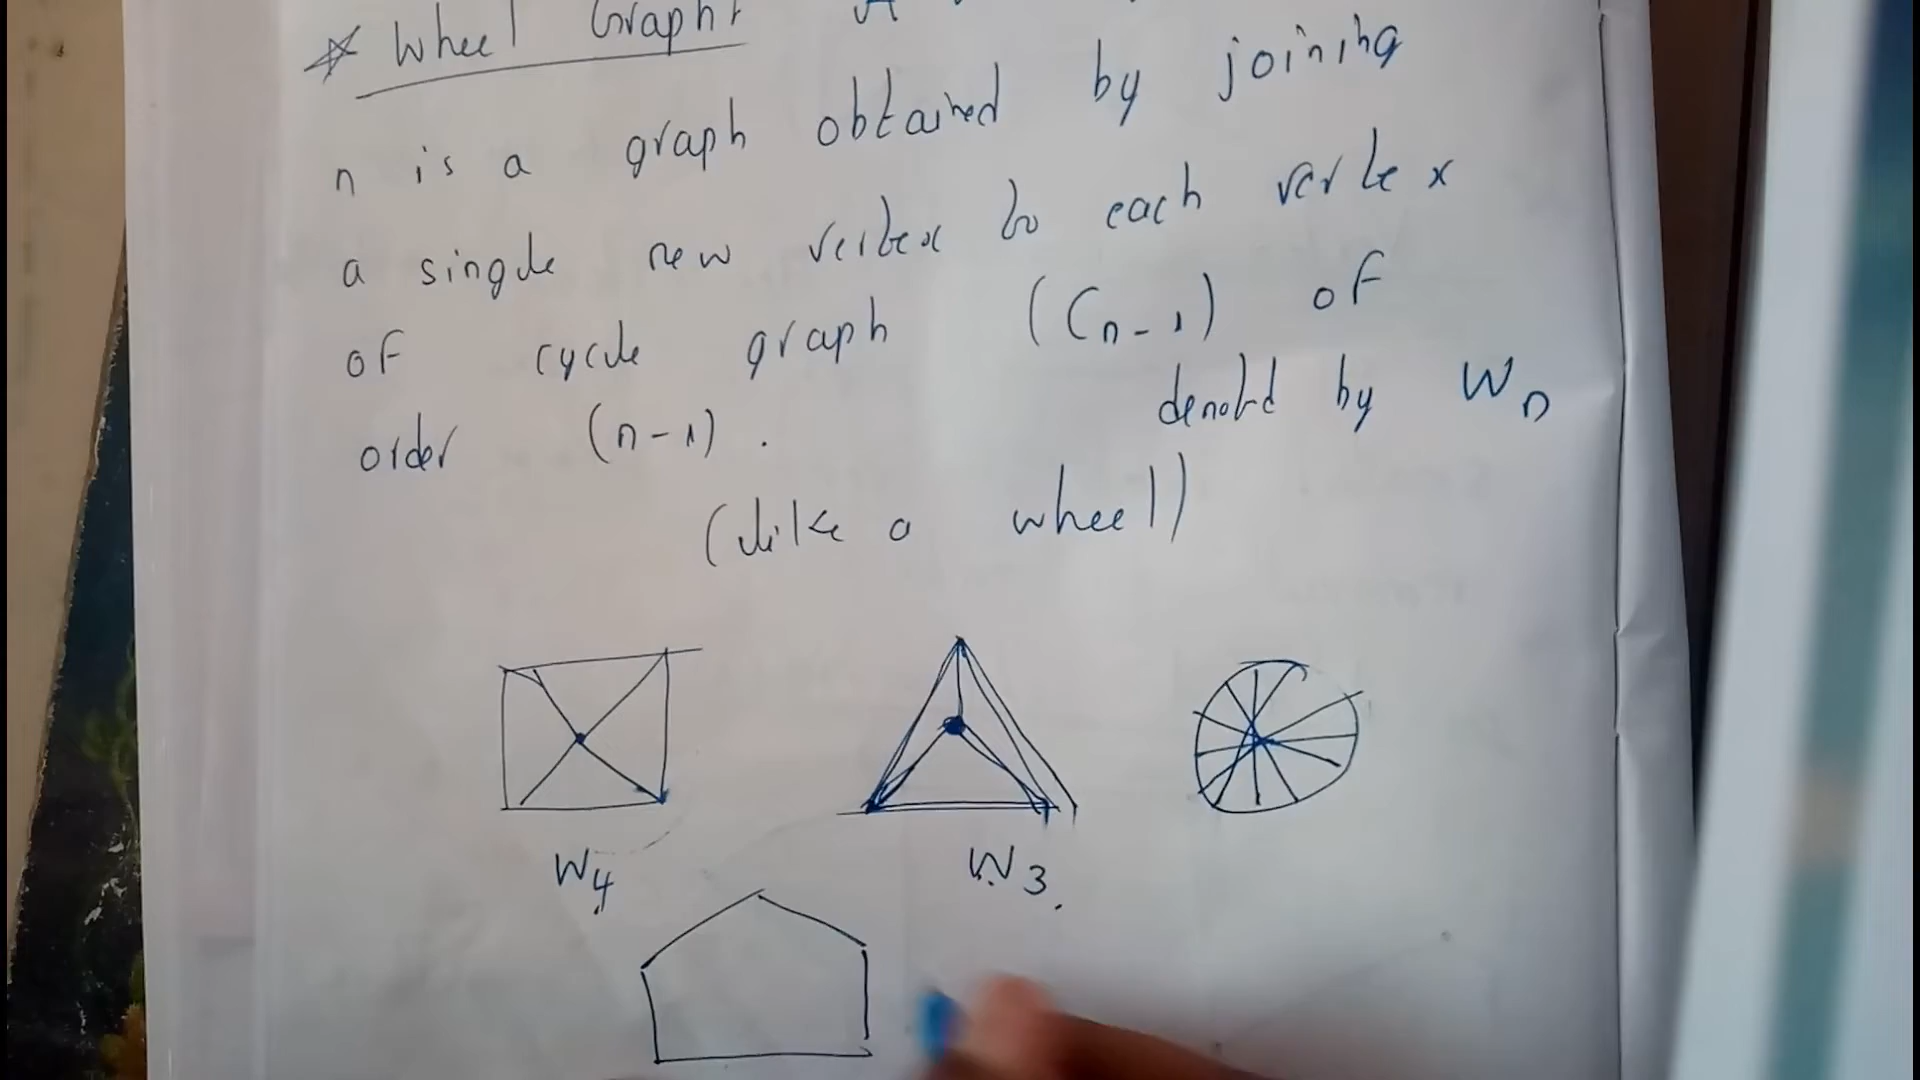 * Wheel Graph: A
n is a graph obtained by joining
a single new vertex to each vertex
of cycle graph (Cn-1) of
order (n-1). denoted by Wn
(like a wheel)
W4 W3.